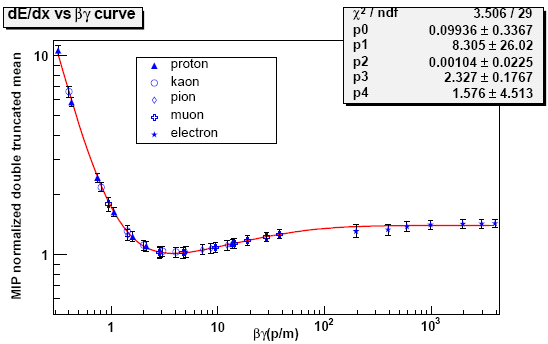 dE/dx vs βγ curve
χ² / ndf 3.506 / 29
p0 0.09936 ± 0.3367
p1 8.305 ± 26.02
p2 0.00104 ± 0.0225
p3 2.327 ± 0.1767
p4 1.576 ± 4.513
MIP normalized double truncated mean
10
1
proton
kaon
pion
muon
electron
1
10
10²
10³
βγ(p/m)